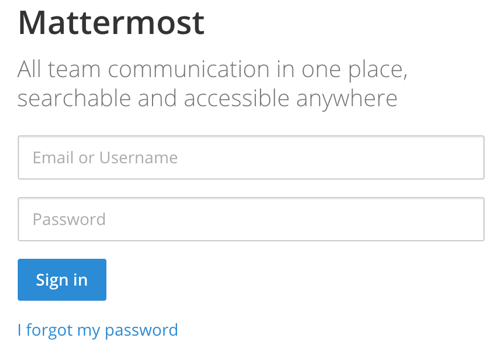 Mattermost
All team communication in one place,
searchable and accessible anywhere
Email or Username
Password
Sign in
I forgot my password